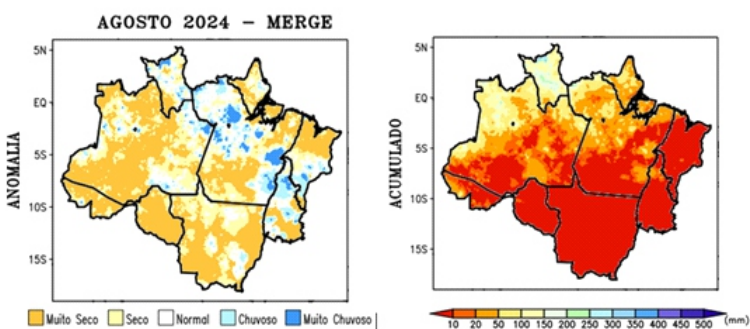 AGOSTO 2024 – MERGE
ANOMALIA
5N
EQ
5S
10S
15S
Muito Seco
Seco
Normal
Chuvoso
Muito Chuvoso
ACUMULADO
5N
EQ
5S
10S
15S
10 20 50 100 150 200 250 300 350 400 450 500 (mm)